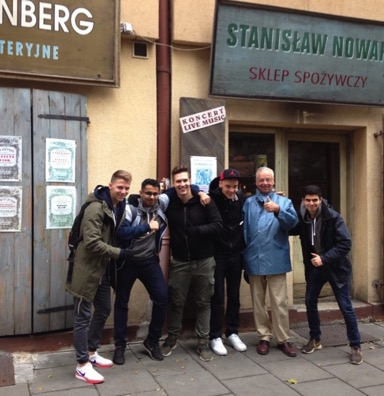 NBERG
TERYJNE
STANISŁAW NOWA
SKLEP SPOŻYWCZY
KONCERT
LIVE MUSIC